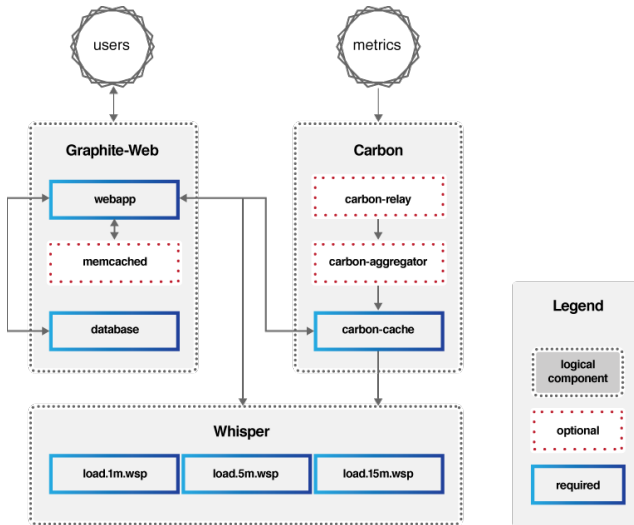 users
metrics
Graphite-Web
Carbon
webapp
carbon-relay
memcached
carbon-aggregator
database
carbon-cache
Whisper
load.1m.wsp
load.5m.wsp
load.15m.wsp
Legend
logical
component
optional
required